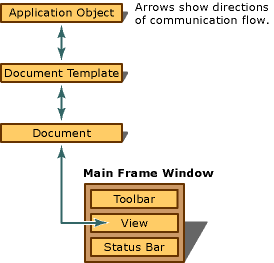 Application Object
Arrows show directions
of communication flow.
Document Template
Document
Main Frame Window
Toolbar
View
Status Bar